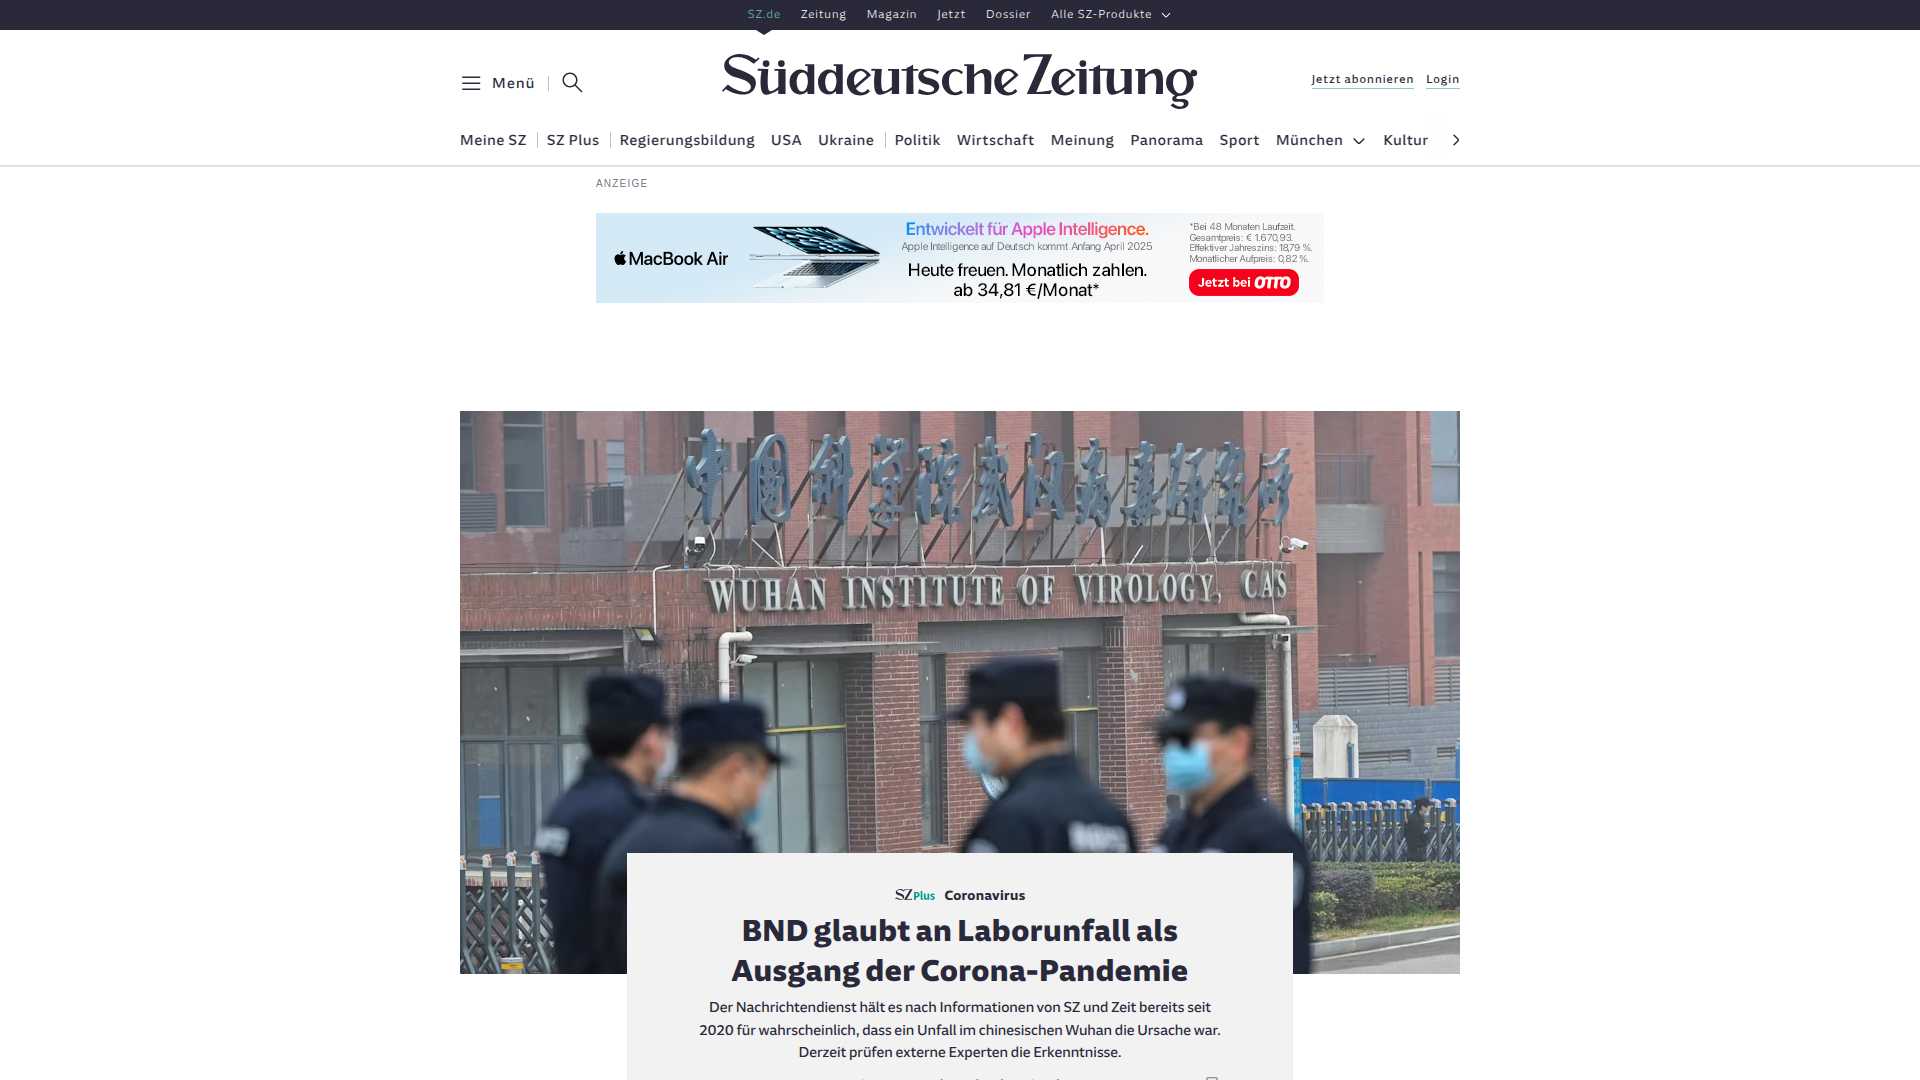 SZ.de Zeitung Magazin Jetzt Dossier Alle SZ-Produkte
Menü
Süddeutsche Zeitung
Jetzt abonnieren Login
Meine SZ SZ Plus Regierungsbildung USA Ukraine Politik Wirtschaft Meinung Panorama Sport München Kultur
ANZEIGE
MacBook Air
Entwickelt für Apple Intelligence.
Apple Intelligence auf Deutsch kommt Anfang April 2025
Heute freuen. Monatlich zahlen.
ab 34,81 €/Monat*
*Bei 48 Monaten Laufzeit.
Gesamtpreis: € 1.670,93.
Effektiver Jahreszins: 18,79 %.
Monatlicher Aufpreis: 0,82 %.
Jetzt bei OTTO
中国科学院武汉病毒研究所
WUHAN INSTITUTE OF VIROLOGY, CAS
SZ Plus Coronavirus
BND glaubt an Laborunfall als
Ausgang der Corona-Pandemie
Der Nachrichtendienst hält es nach Informationen von SZ und Zeit bereits seit
2020 für wahrscheinlich, dass ein Unfall im chinesischen Wuhan die Ursache war.
Derzeit prüfen externe Experten die Erkenntnisse.